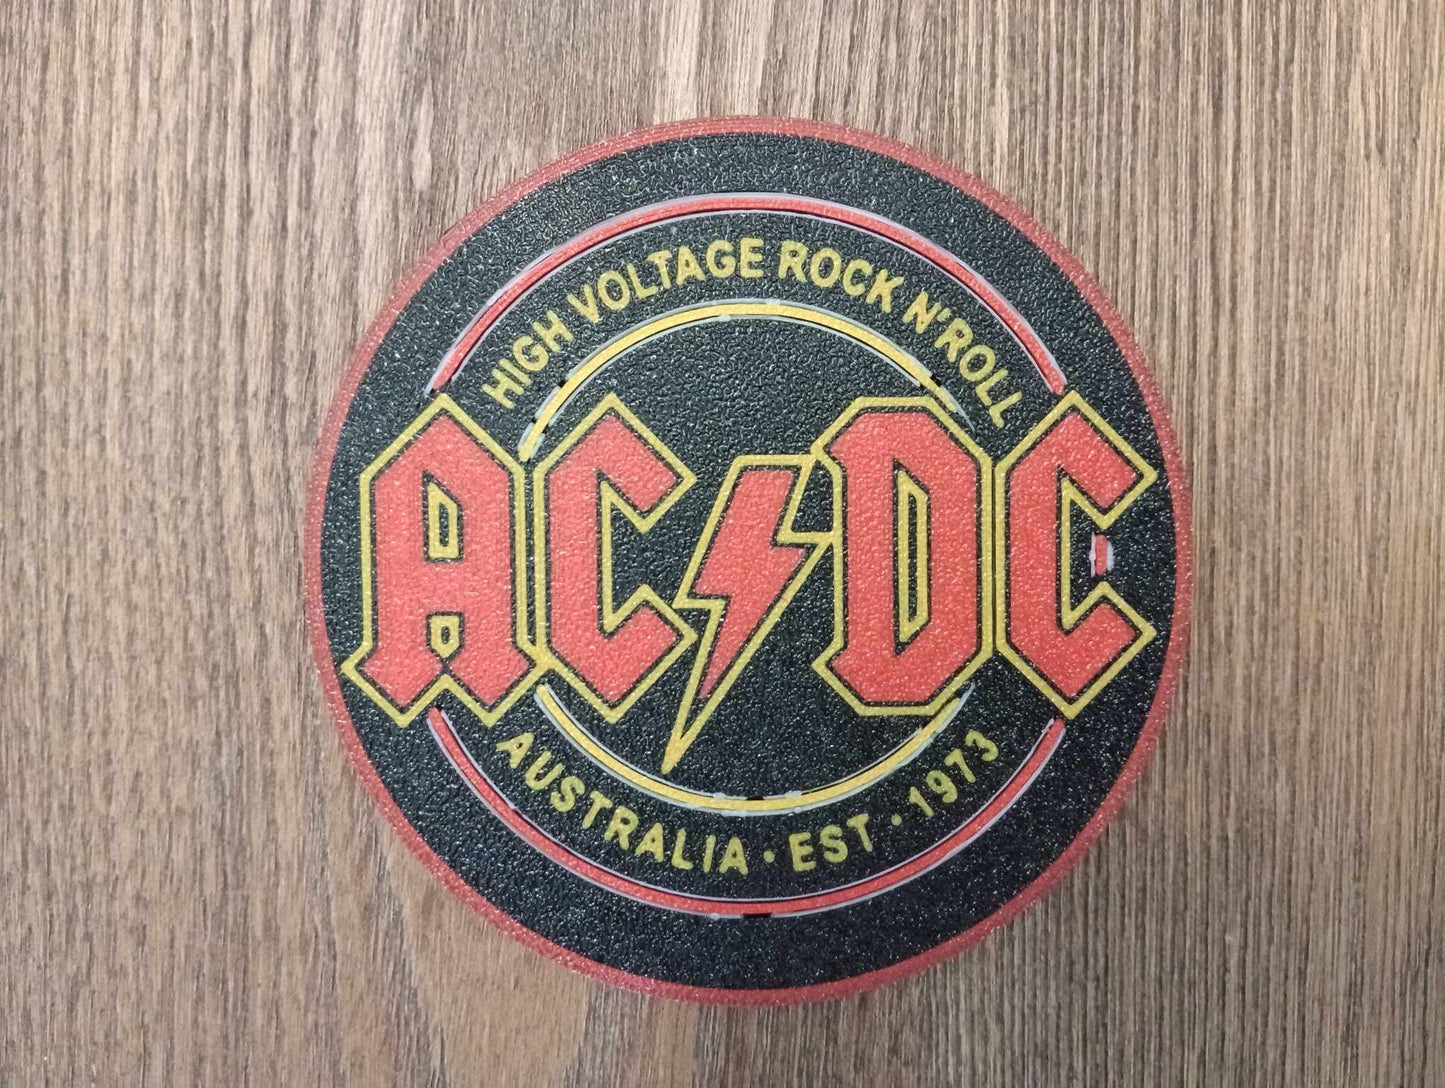 HIGH VOLTAGE ROCK N'ROLL
AC⚡DC
AUSTRALIA · EST · 1973